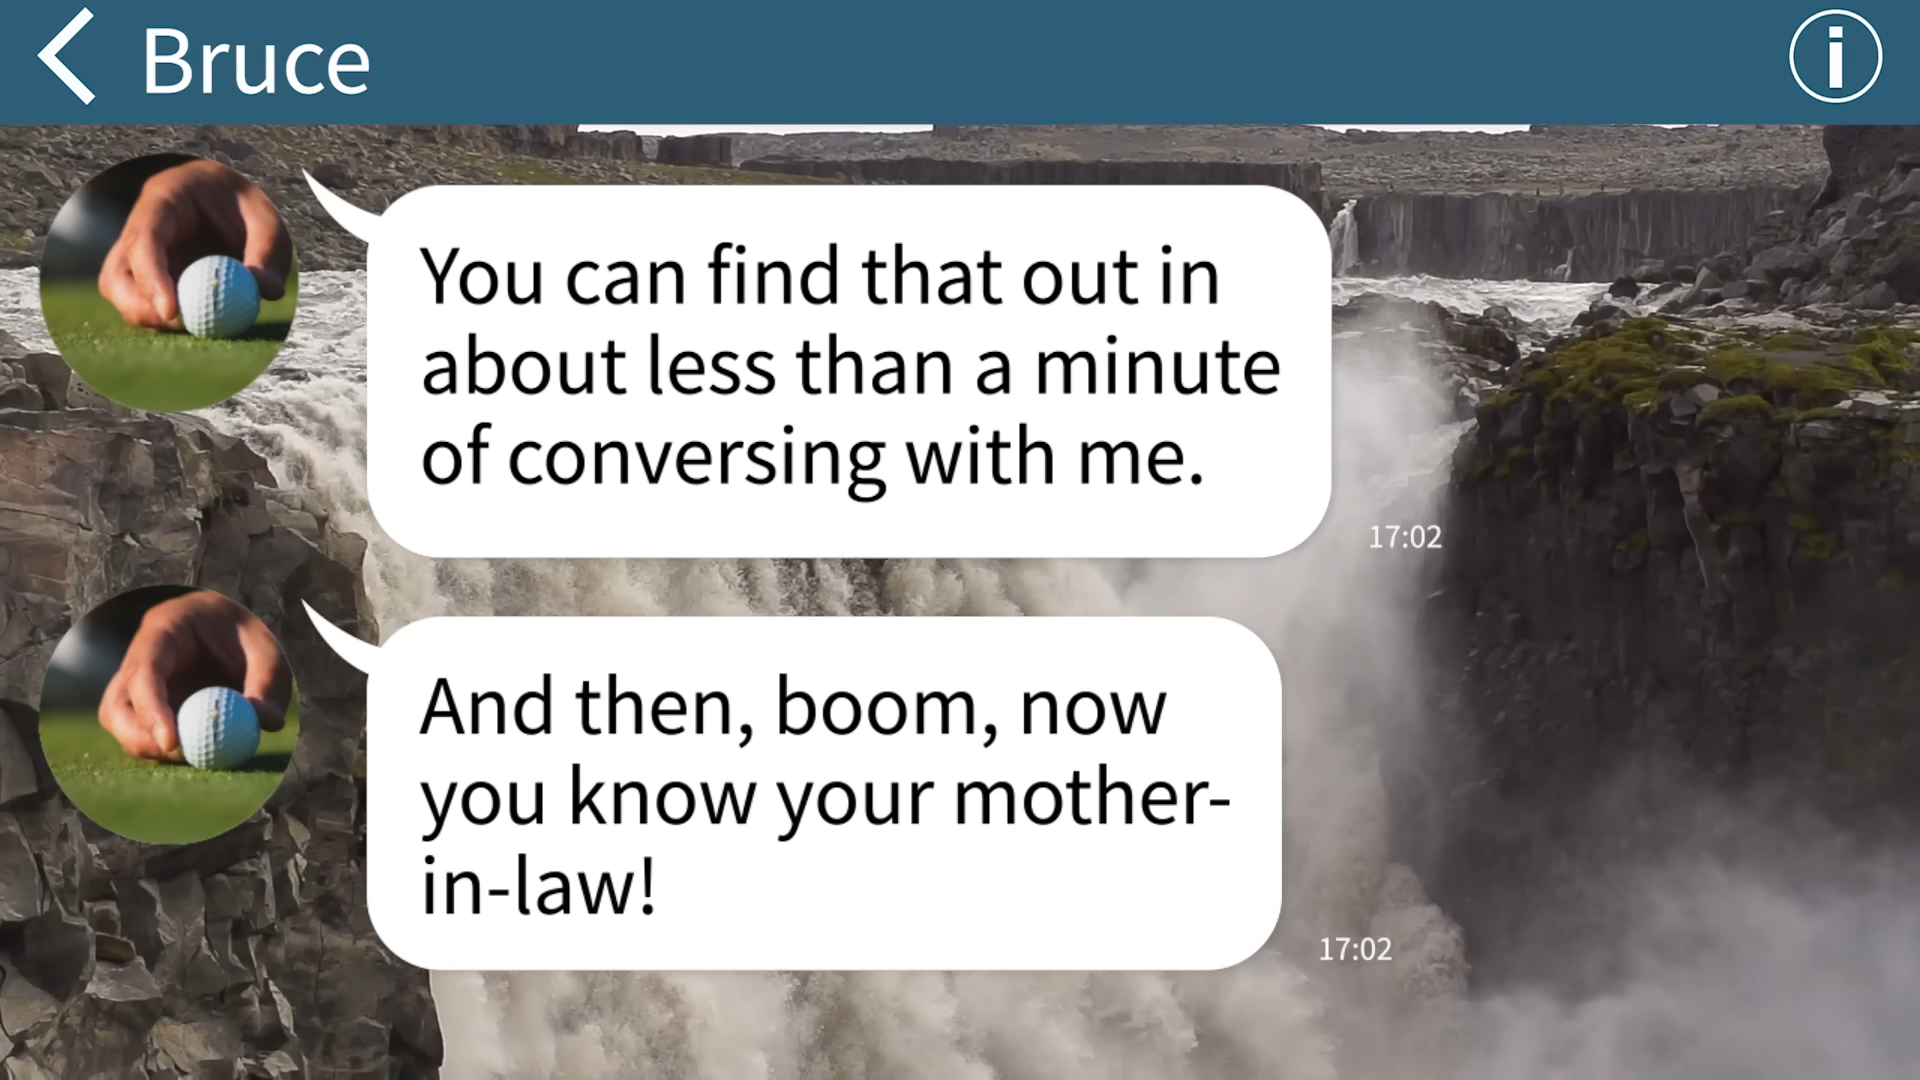 Bruce
You can find that out in
about less than a minute
of conversing with me.
17:02
And then, boom, now
you know your mother-
in-law!
17:02